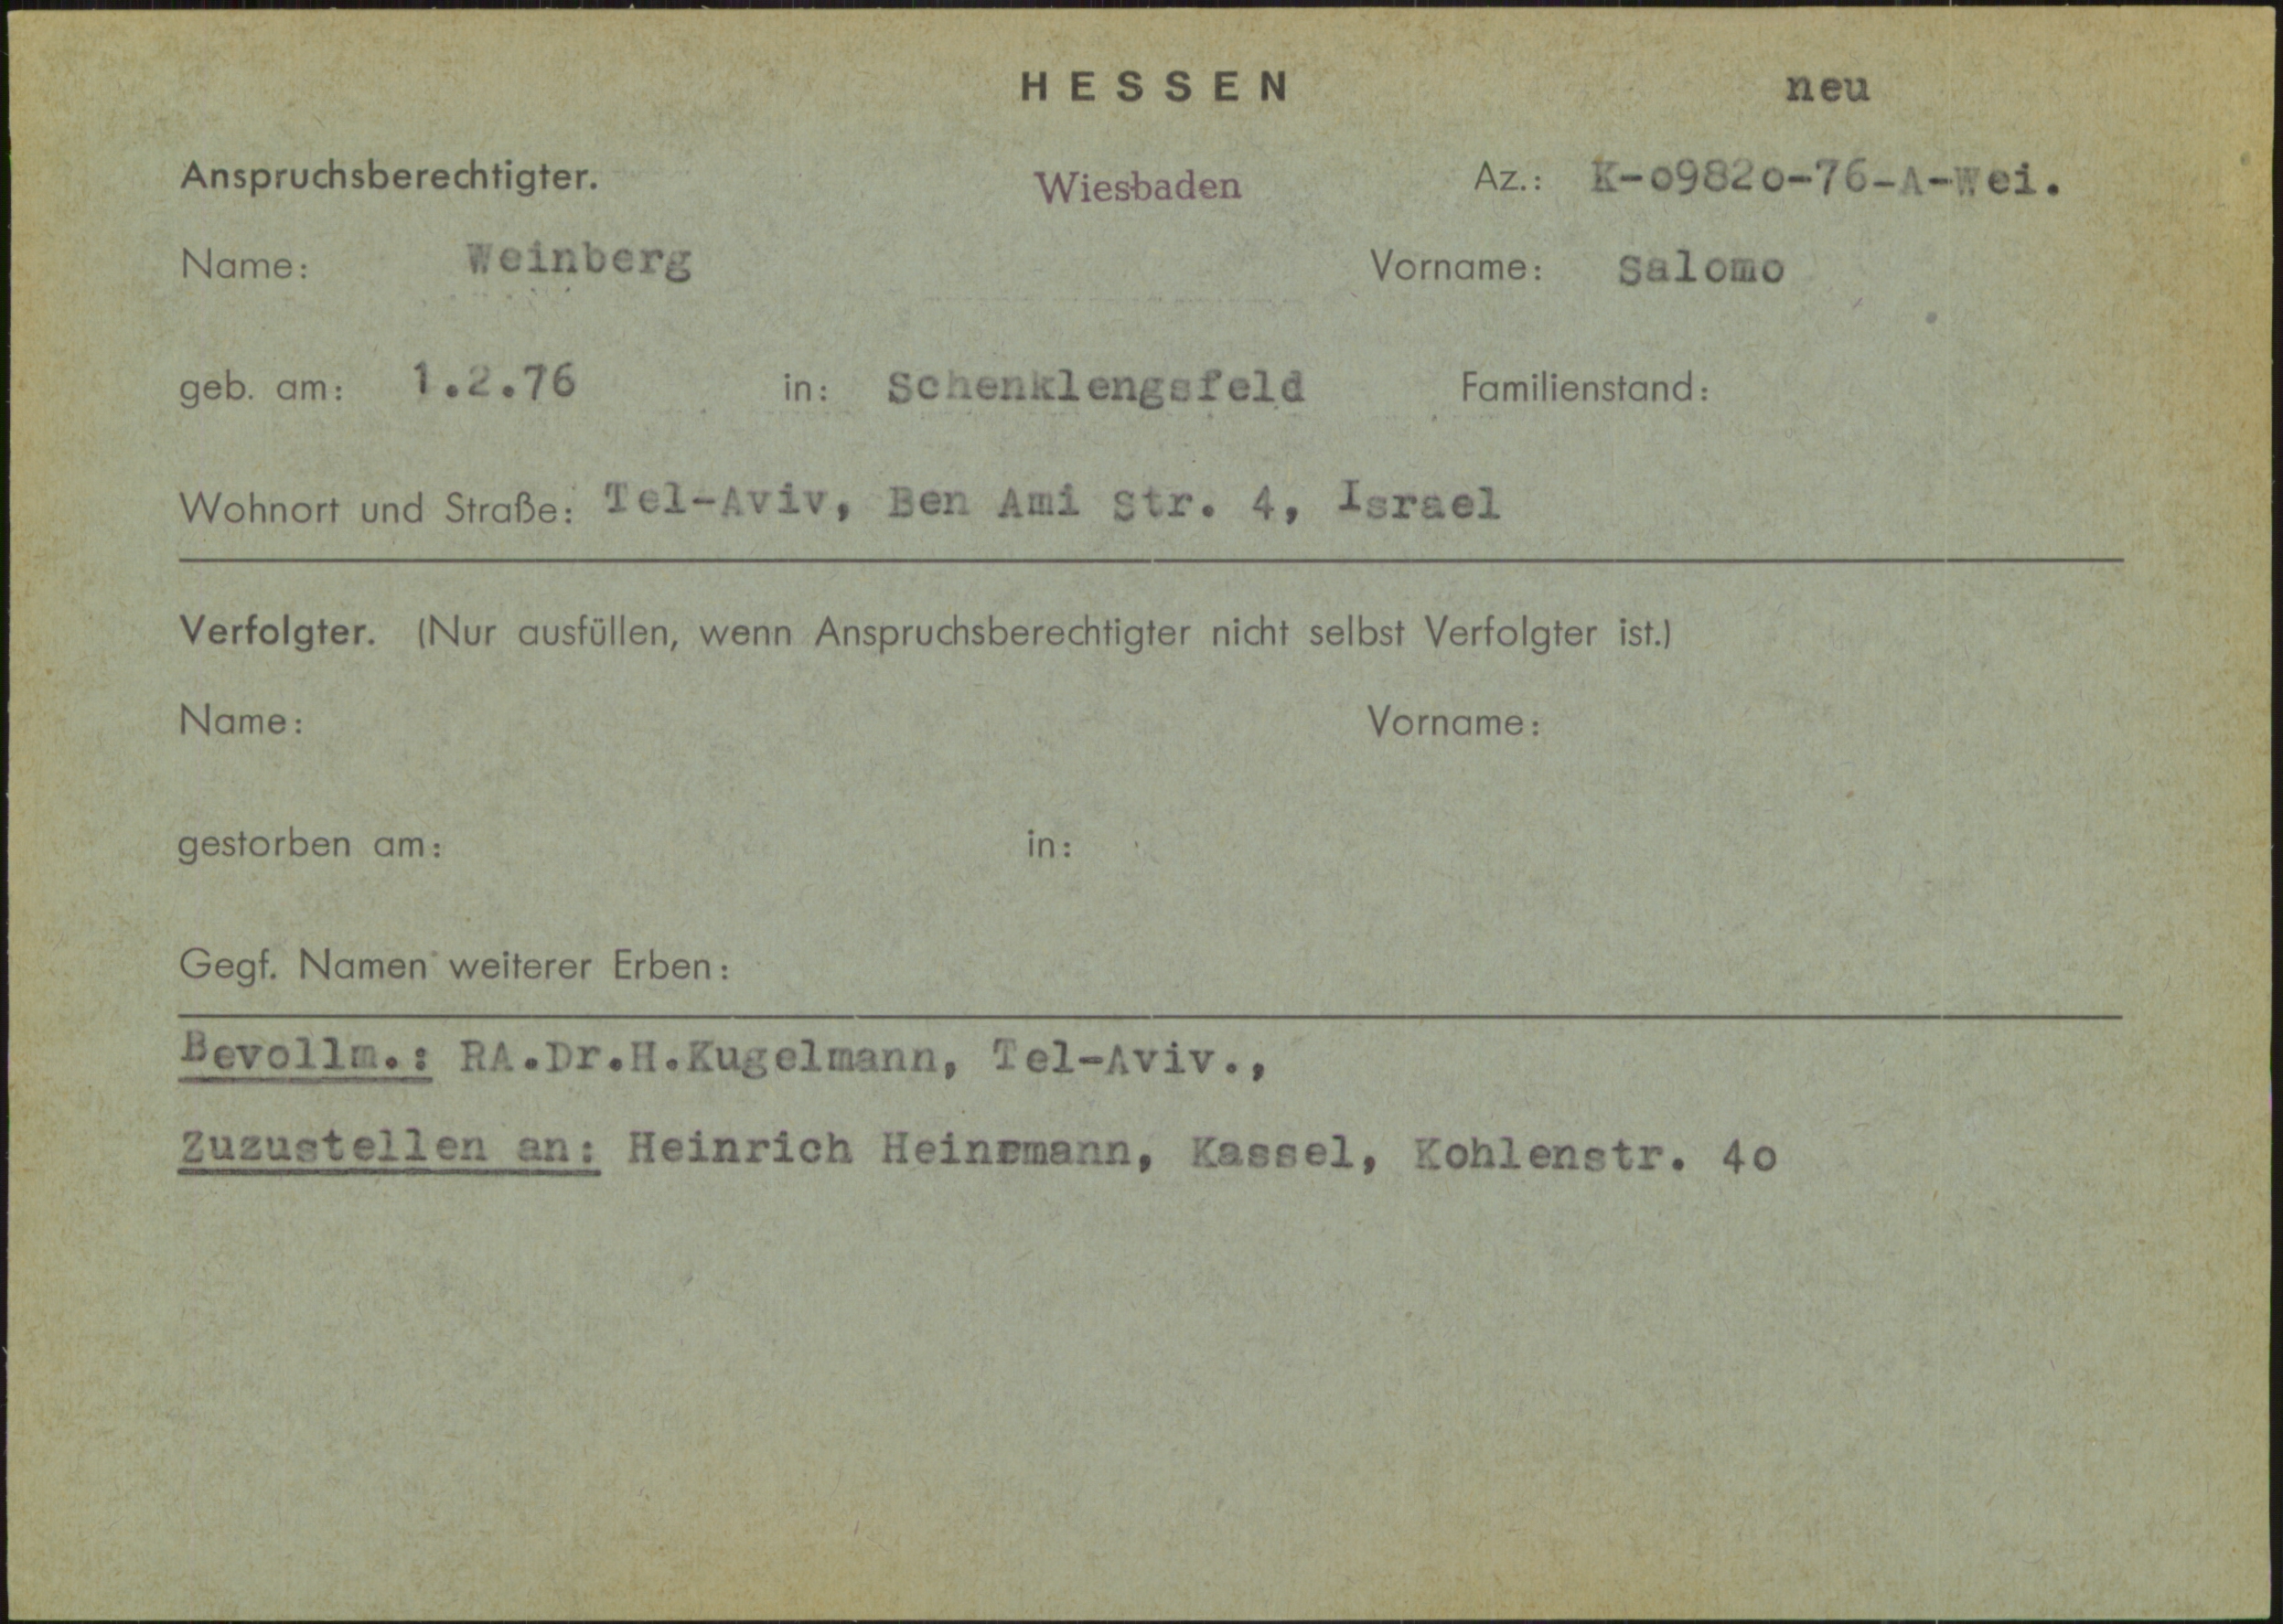 HESSEN neu
Anspruchsberechtigter. Wiesbaden Az.: K-o982o-76-A-Wei.
Name: Weinberg Vorname: Salomo
geb. am: 1.2.76 in: Schenklengsfeld Familienstand:
Wohnort und Straße: Tel-Aviv, Ben Ami Str. 4, Israel
Verfolgter. (Nur ausfüllen, wenn Anspruchsberechtigter nicht selbst Verfolgter ist.)
Name: Vorname:
gestorben am: in:
Gegf. Namen weiterer Erben:
Bevollm.: RA.Dr.H.Kugelmann, Tel-Aviv.,
Zuzustellen an: Heinrich Kassel, Kohlenstr. 4o